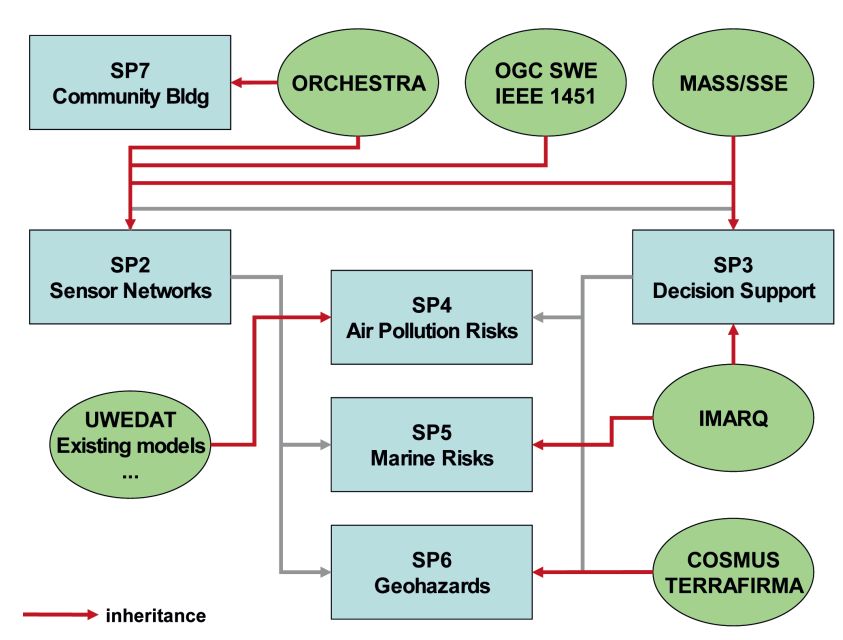 SP7
Community Bldg
ORCHESTRA
OGC SWE
IEEE 1451
MASS/SSE
SP2
Sensor Networks
SP3
Decision Support
SP4
Air Pollution Risks
UWEDAT
Existing models
...
SP5
Marine Risks
IMARQ
SP6
Geohazards
COSMUS
TERRAFIRMA
inheritance